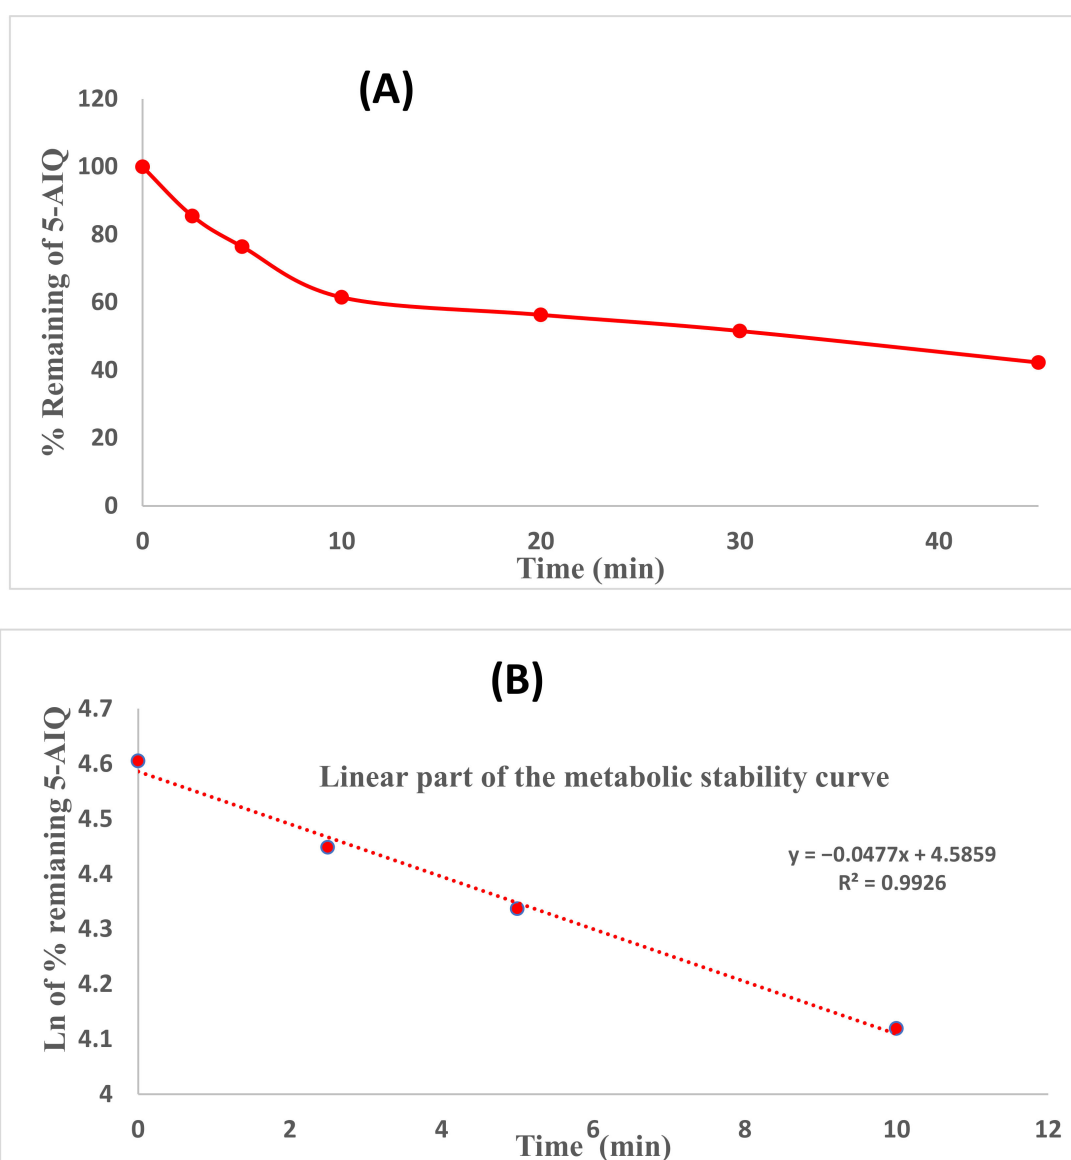 (A)
% Remaining of 5-AIQ
120
100
80
60
40
20
0
0 10 20 30 40
Time (min)
(B)
Ln of % remianing 5-AIQ
4.7
4.6
4.5
4.4
4.3
4.2
4.1
4
Linear part of the metabolic stability curve
y = −0.0477x + 4.5859
R² = 0.9926
0 2 4 6 8 10 12
Time (min)